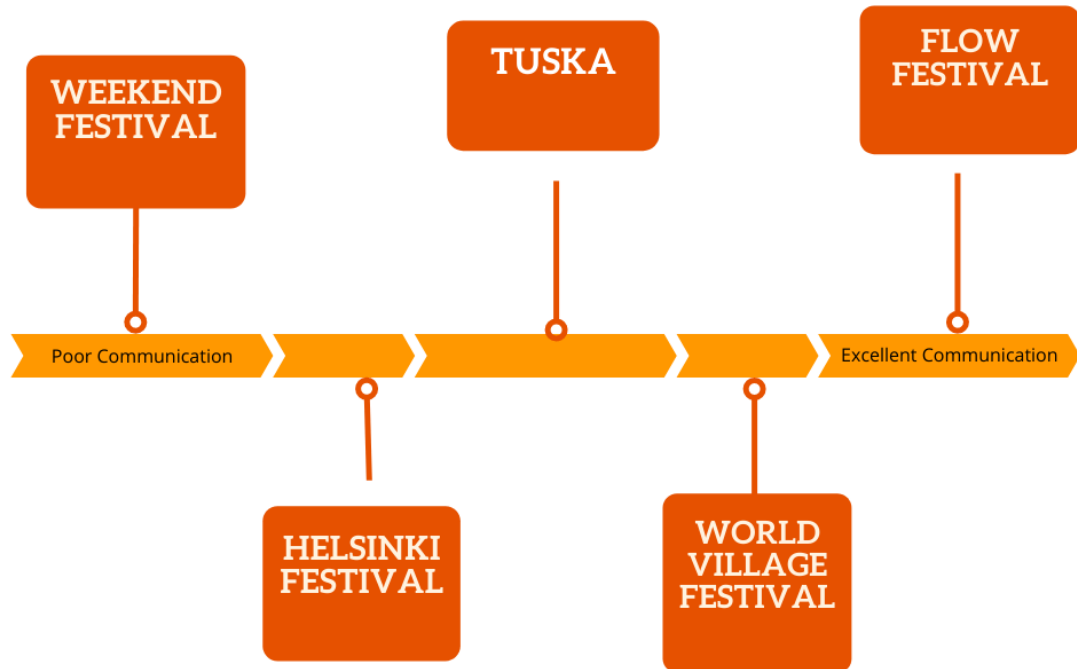 WEEKEND
FESTIVAL
TUSKA
FLOW
FESTIVAL
Poor Communication
Excellent Communication
HELSINKI
FESTIVAL
WORLD
VILLAGE
FESTIVAL